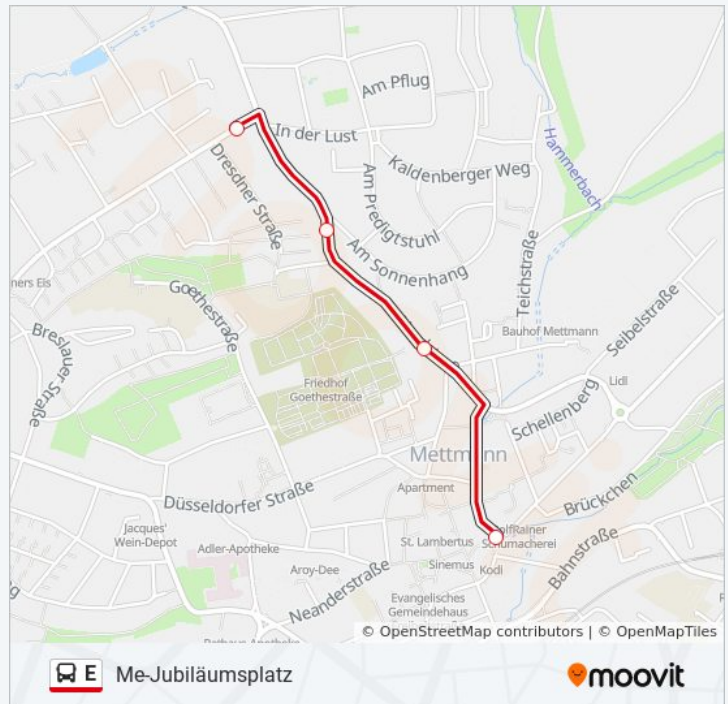 Am Pflug
In der Lust
Hammerbach
Dresdner Straße
Kaldenberger Weg
Am Predigtstuhl
Am Sonnenhang
Teichstraße
ners Eis
Goethestraße
Bauhof Mettmann
Seibelstraße
Breslauer Straße
Friedhof
Goethestraße
Lidl
Schellenberg
Mettmann
Apartment
Düsseldorfer Straße
Brückchen
Jacques'
Wein-Depot
Adler-Apotheke
St. Lambertus
olfRainer
Schumacherei
Bahnstraße
Sinemus
Kodl
Aroy-Dee
Neanderstraße
Evangelisches
Gemeindehaus
© OpenStreetMap contributors | © OpenMapTiles
E Me-Jubiläumsplatz
moovit